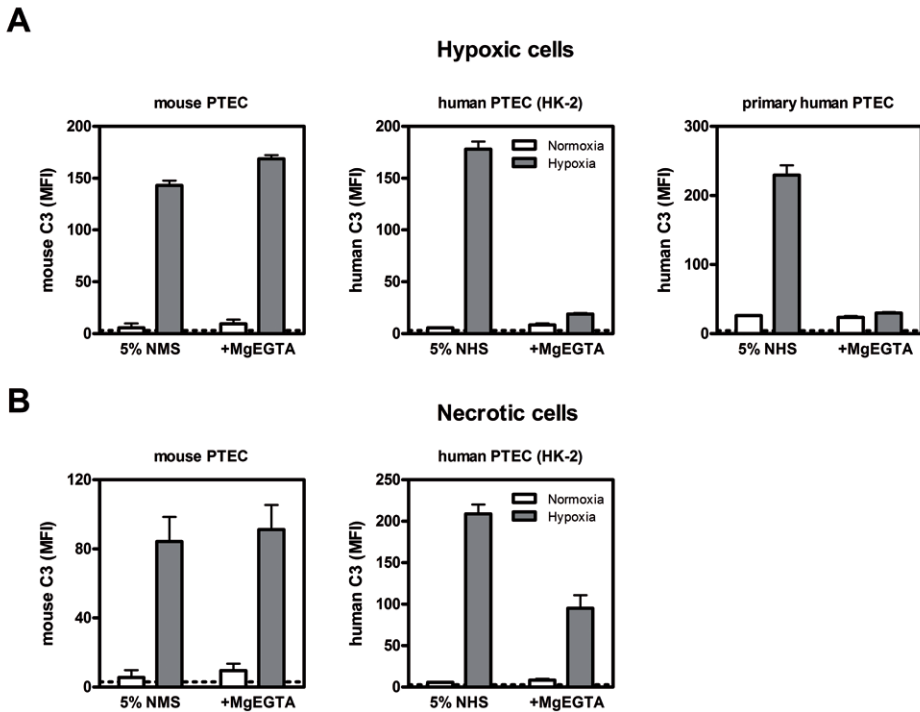 A
Hypoxic cells
mouse PTEC
mouse C3 (MFI)
200
150
100
50
0
5% NMS
+MgEGTA
human PTEC (HK-2)
human C3 (MFI)
200
150
100
50
0
Normoxia
Hypoxia
5% NHS
+MgEGTA
primary human PTEC
human C3 (MFI)
300
200
100
0
5% NHS
+MgEGTA
B
Necrotic cells
mouse PTEC
mouse C3 (MFI)
120
80
40
0
5% NMS
+MgEGTA
human PTEC (HK-2)
human C3 (MFI)
250
200
150
100
50
0
Normoxia
Hypoxia
5% NHS
+MgEGTA